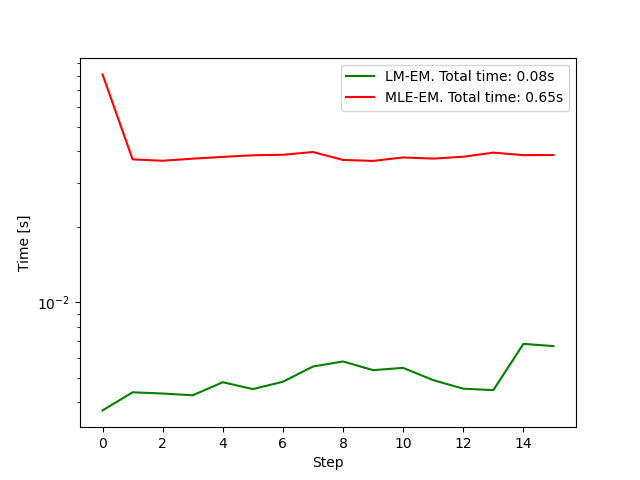 LM-EM. Total time: 0.08s
MLE-EM. Total time: 0.65s
Time [s]
10⁻²
0 2 4 6 8 10 12 14
Step